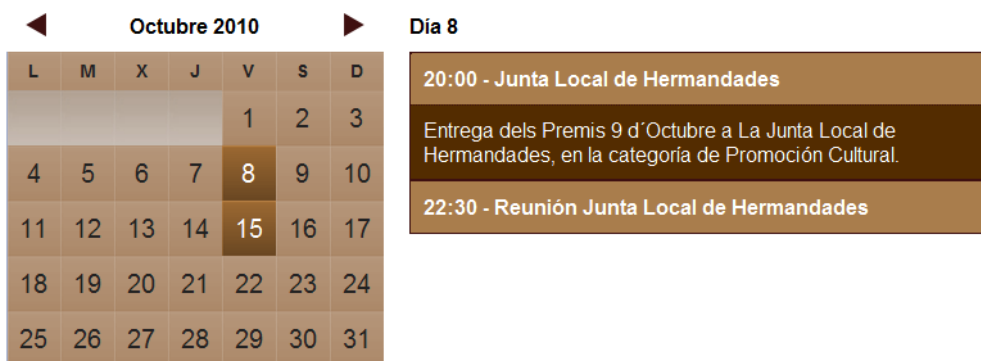 Octubre 2010
L M X J V S D
1 2 3
4 5 6 7 8 9 10
11 12 13 14 15 16 17
18 19 20 21 22 23 24
25 26 27 28 29 30 31
Día 8
20:00 - Junta Local de Hermandades
Entrega dels Premis 9 d´Octubre a La Junta Local de
Hermandades, en la categoría de Promoción Cultural.
22:30 - Reunión Junta Local de Hermandades